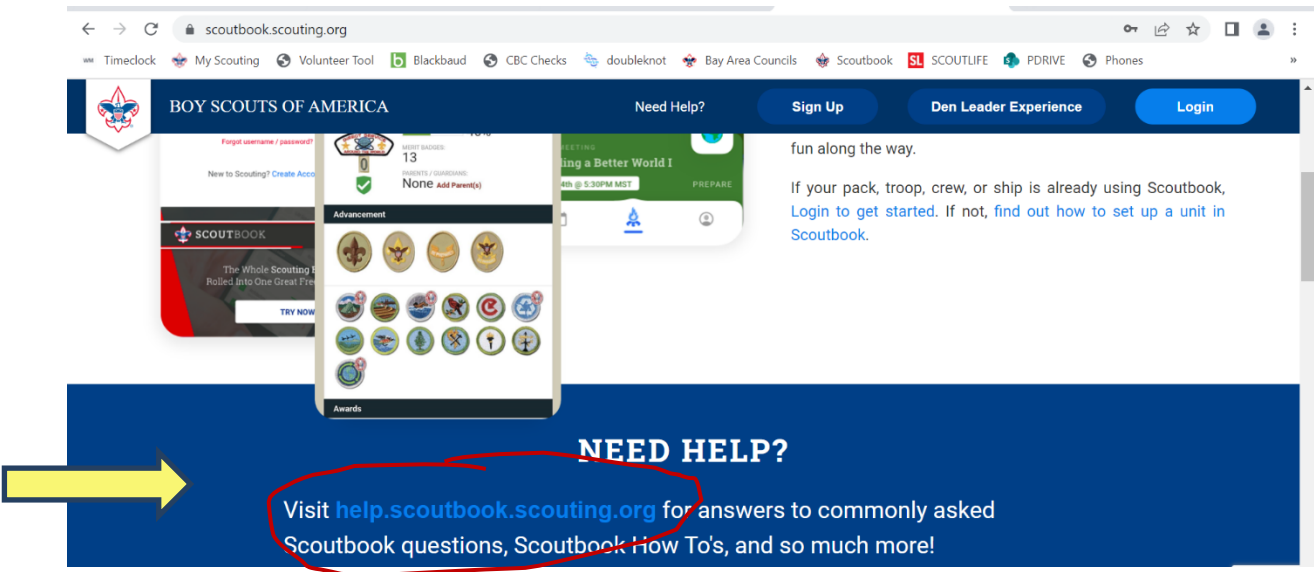 scoutbook.scouting.org
Timeclock My Scouting Volunteer Tool Blackbaud CBC Checks doubleknot Bay Area Councils Scoutbook SL SCOUTLIFE PDRIVE Phones »
BOY SCOUTS OF AMERICA Need Help? Sign Up Den Leader Experience Login
Forgot username / password?
New to Scouting? Create Acco
SCOUTBOOK
The Whole Scouting
Rolled Into One Great Fre
TRY NOW
MERIT BADGES:
13
PARENTS / GUARDIANS:
None Add Parent(s)
Advancement
Awards
EETING
ing a Better World I
4th @ 5:30PM MST PREPARE
fun along the way.
If your pack, troop, crew, or ship is already using Scoutbook,
Login to get started. If not, find out how to set up a unit in
Scoutbook.
NEED HELP?
Visit help.scoutbook.scouting.org for answers to commonly asked
Scoutbook questions, Scoutbook How To's, and so much more!